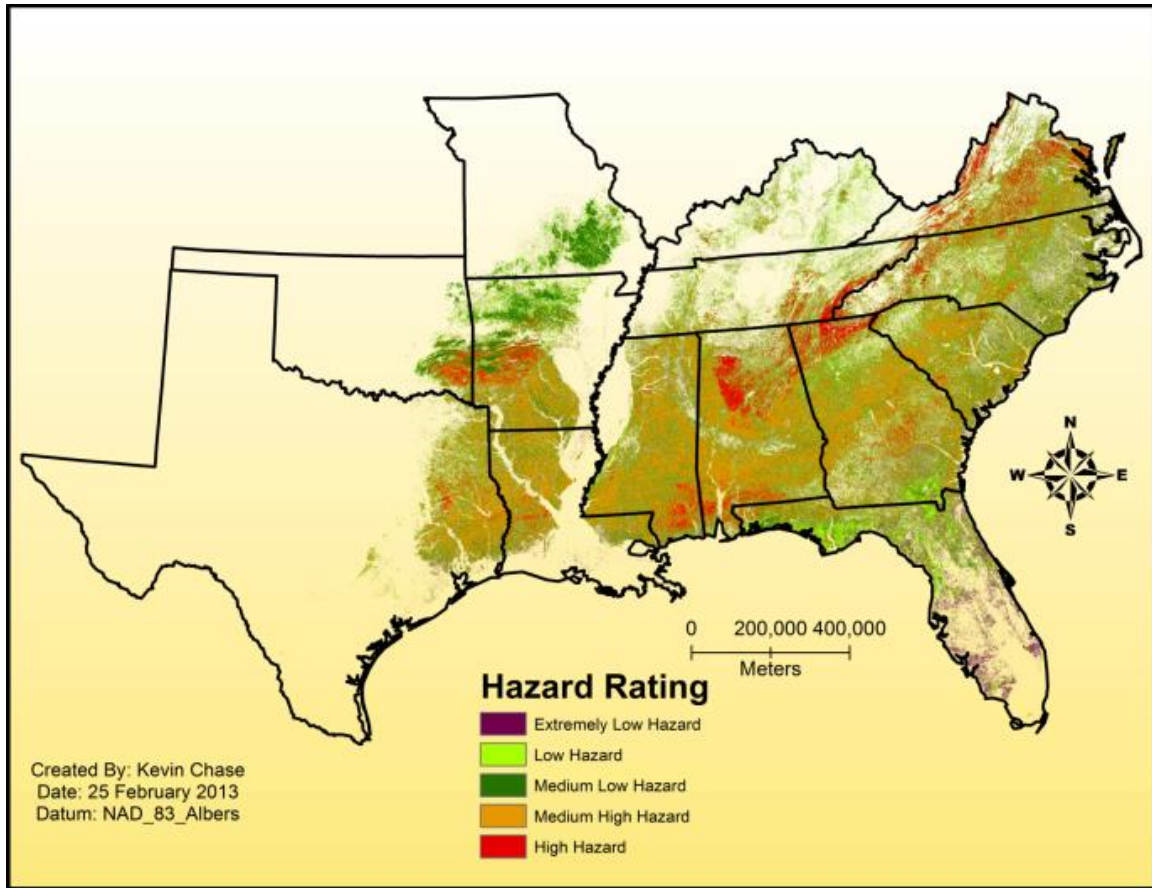 N
W E
S
0 200,000 400,000
Meters
Hazard Rating
Extremely Low Hazard
Low Hazard
Medium Low Hazard
Medium High Hazard
High Hazard
Created By: Kevin Chase
Date: 25 February 2013
Datum: NAD_83_Albers